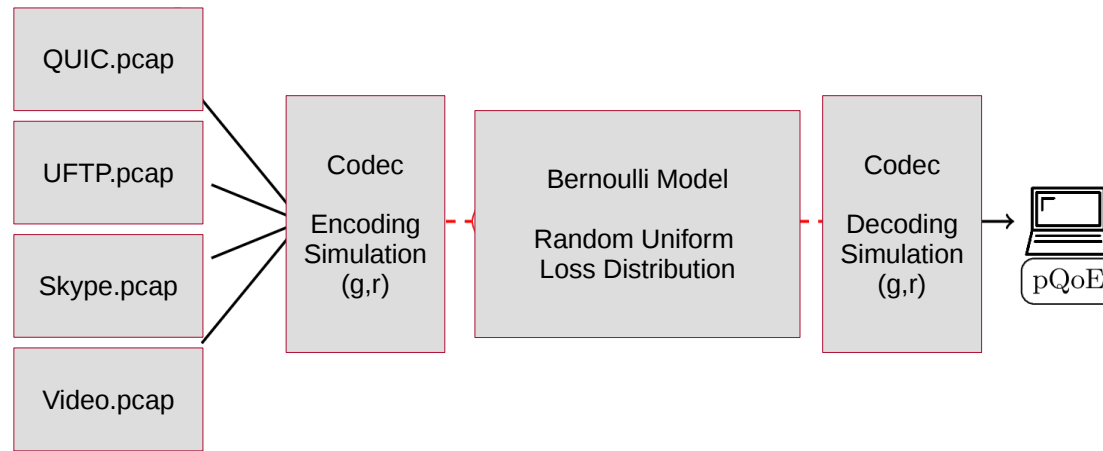 QUIC.pcap
UFTP.pcap
Skype.pcap
Video.pcap
Codec
Encoding
Simulation
(g,r)
Bernoulli Model
Random Uniform
Loss Distribution
Codec
Decoding
Simulation
(g,r)
pQoE